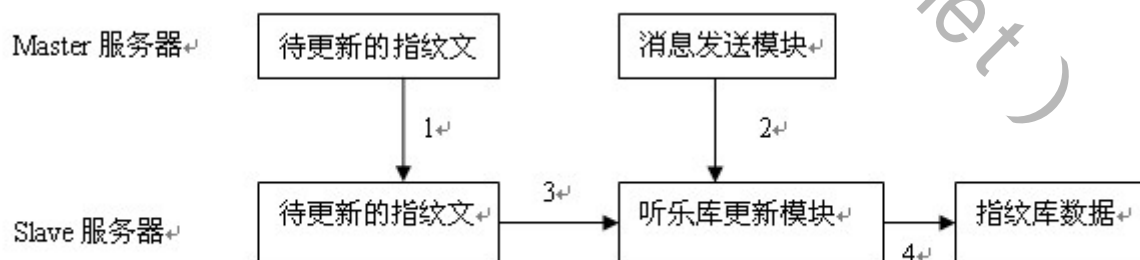 Master 服务器
待更新的指纹文
消息发送模块
1
2
Slave 服务器
待更新的指纹文
3
听乐库更新模块
4
指纹库数据
net )